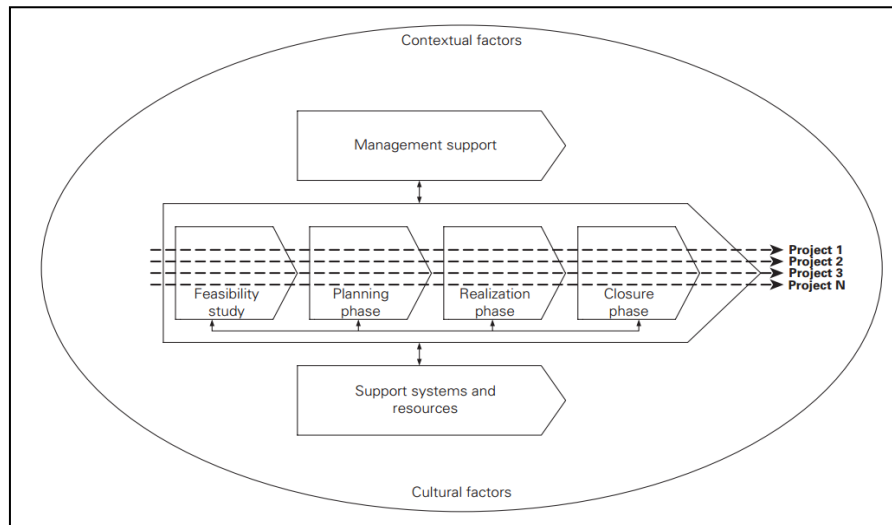 Contextual factors
Management support
Project 1
Project 2
Project 3
Project N
Feasibility
study
Planning
phase
Realization
phase
Closure
phase
Support systems and
resources
Cultural factors